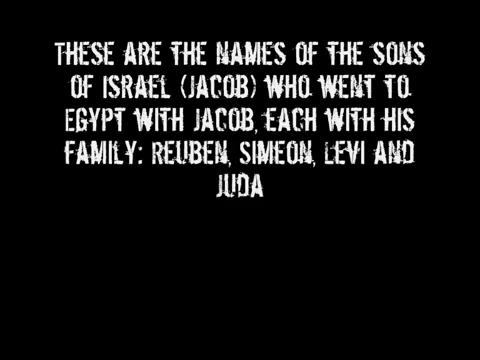 THESE ARE THE NAMES OF THE SONS
OF ISRAEL (JACOB) WHO WENT TO
EGYPT WITH JACOB, EACH WITH HIS
FAMILY: REUBEN, SIMEON, LEVI AND
JUDA